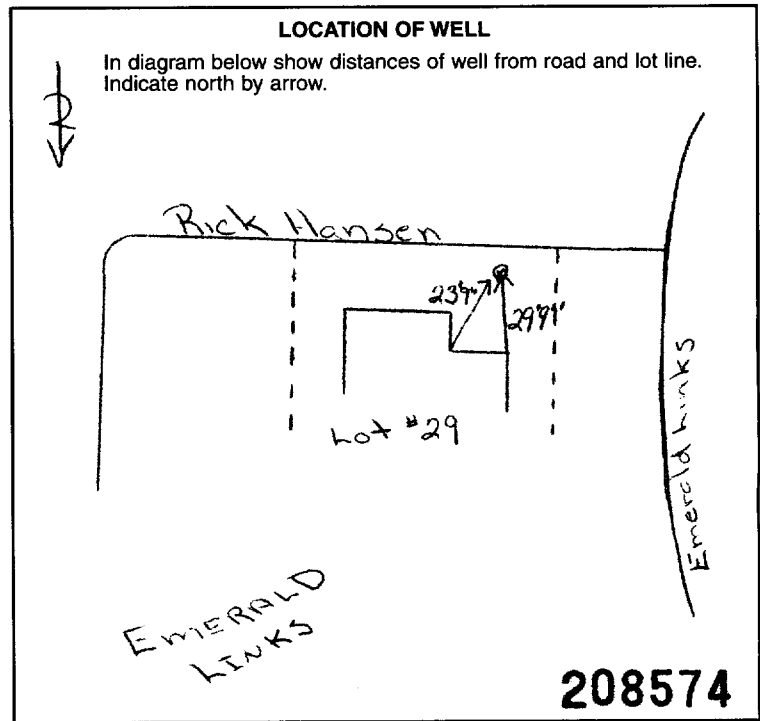 LOCATION OF WELL
In diagram below show distances of well from road and lot line.
Indicate north by arrow.
Rick Hansen
Lot #29
Emerald Links
EMERALD
LINKS
208574